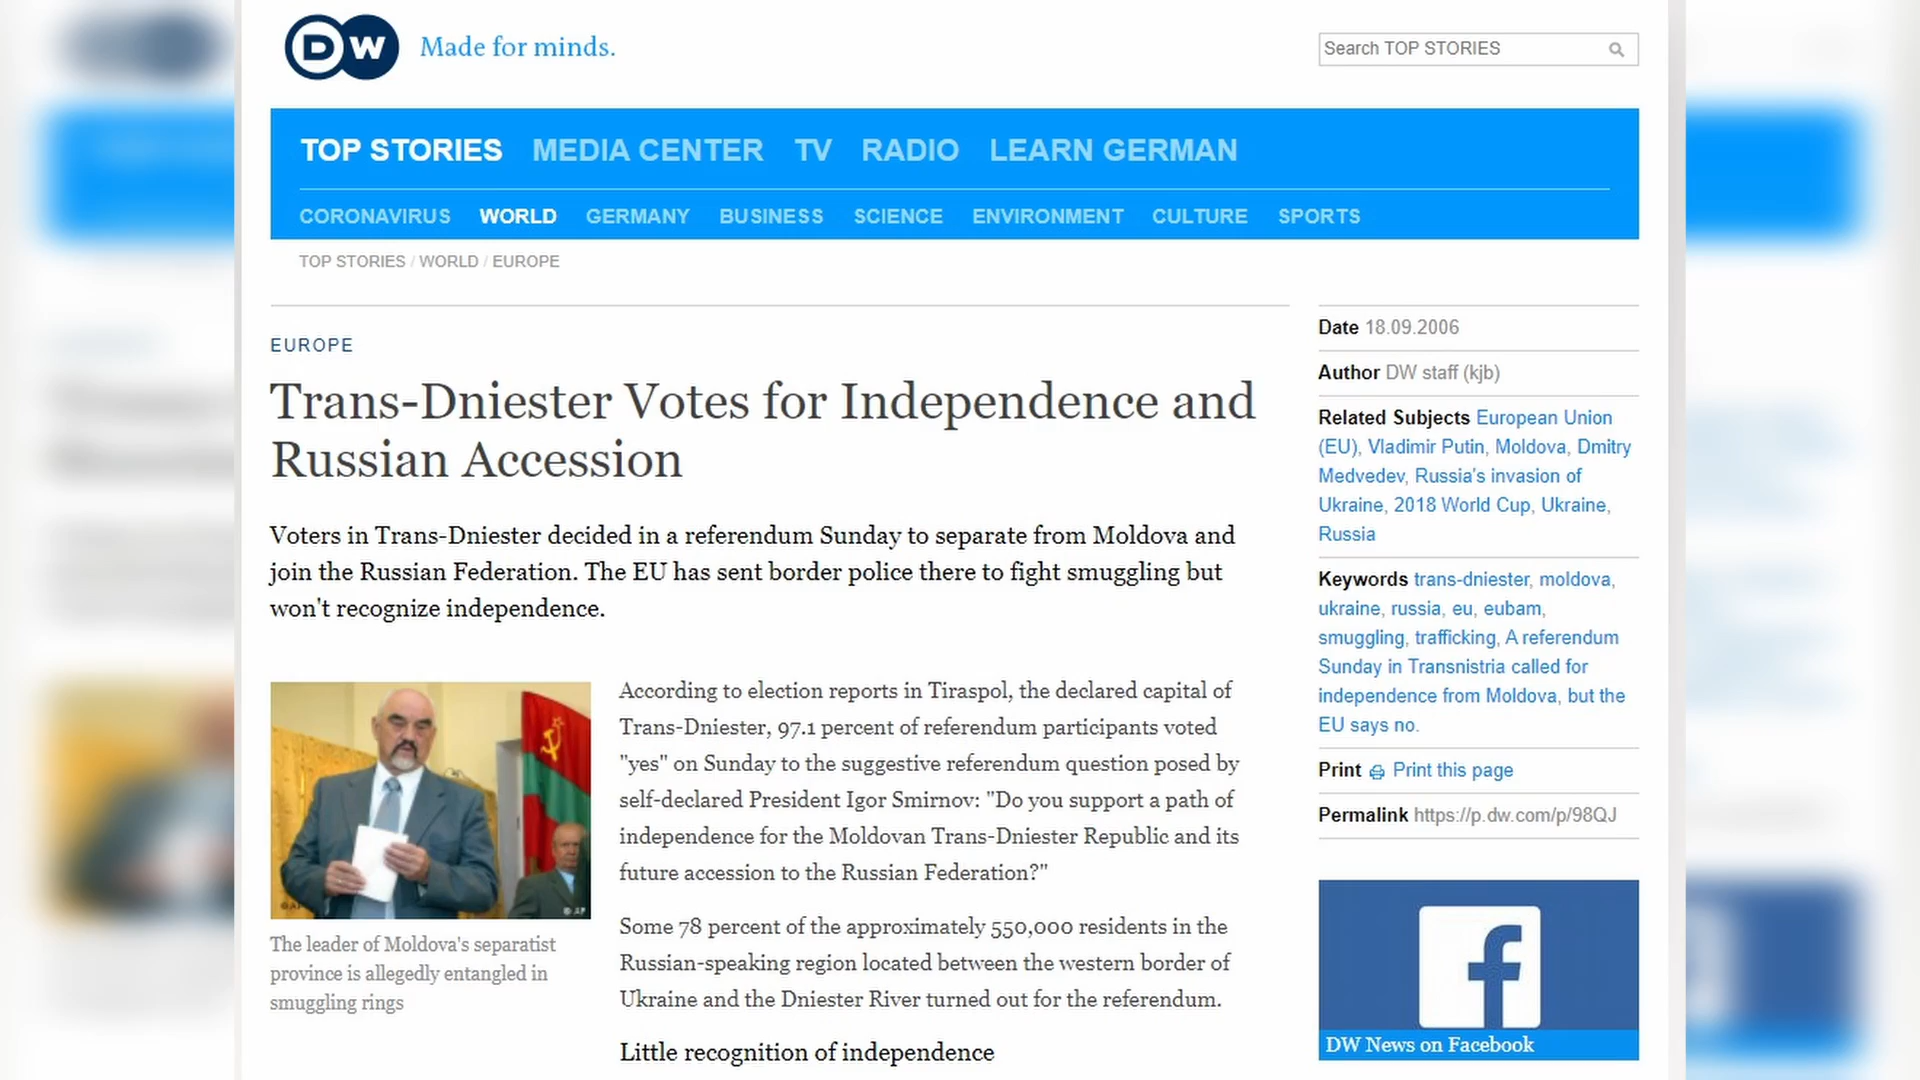 DW Made for minds.
Search TOP STORIES
TOP STORIES MEDIA CENTER TV RADIO LEARN GERMAN
CORONAVIRUS WORLD GERMANY BUSINESS SCIENCE ENVIRONMENT CULTURE SPORTS
TOP STORIES / WORLD / EUROPE
EUROPE
Trans-Dniester Votes for Independence and
Russian Accession
Voters in Trans-Dniester decided in a referendum Sunday to separate from Moldova and
join the Russian Federation. The EU has sent border police there to fight smuggling but
won't recognize independence.
© AP
The leader of Moldova's separatist
province is allegedly entangled in
smuggling rings
According to election reports in Tiraspol, the declared capital of
Trans-Dniester, 97.1 percent of referendum participants voted
"yes" on Sunday to the suggestive referendum question posed by
self-declared President Igor Smirnov: "Do you support a path of
independence for the Moldovan Trans-Dniester Republic and its
future accession to the Russian Federation?"
Some 78 percent of the approximately 550,000 residents in the
Russian-speaking region located between the western border of
Ukraine and the Dniester River turned out for the referendum.
Little recognition of independence
Date 18.09.2006
Author DW staff (kjb)
Related Subjects European Union
(EU), Vladimir Putin, Moldova, Dmitry
Medvedev, Russia's invasion of
Ukraine, 2018 World Cup, Ukraine,
Russia
Keywords trans-dniester, moldova,
ukraine, russia, eu, eubam,
smuggling, trafficking, A referendum
Sunday in Transnistria called for
independence from Moldova, but the
EU says no.
Print Print this page
Permalink https://p.dw.com/p/98QJ
f
DW News on Facebook